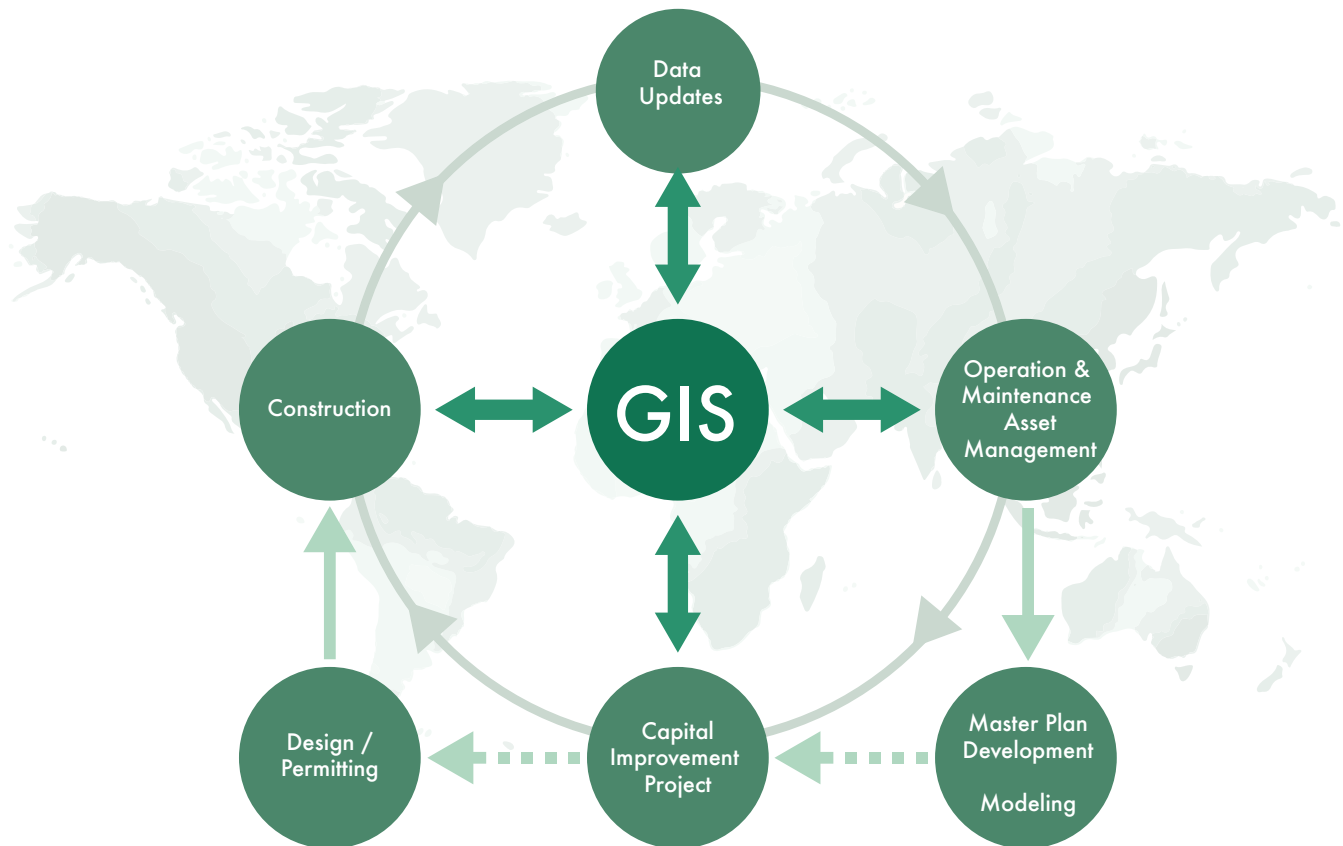 Data
Updates
Construction
GIS
Operation &
Maintenance
Asset
Management
Design /
Permitting
Capital
Improvement
Project
Master Plan
Development
Modeling